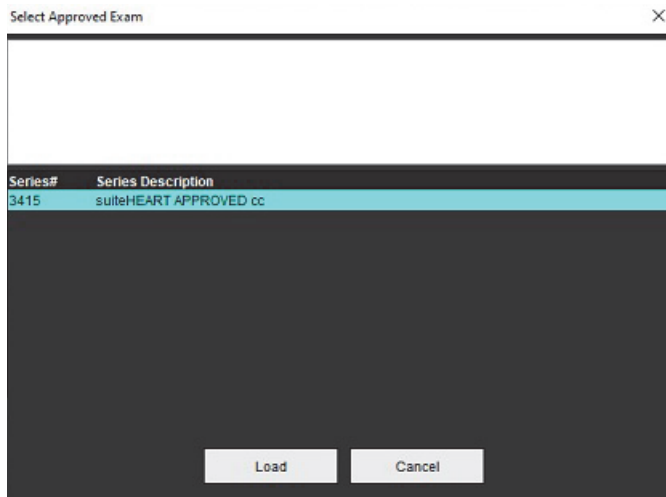 Select Approved Exam
Series# Series Description
3415 suiteHEART APPROVED cc
Load Cancel